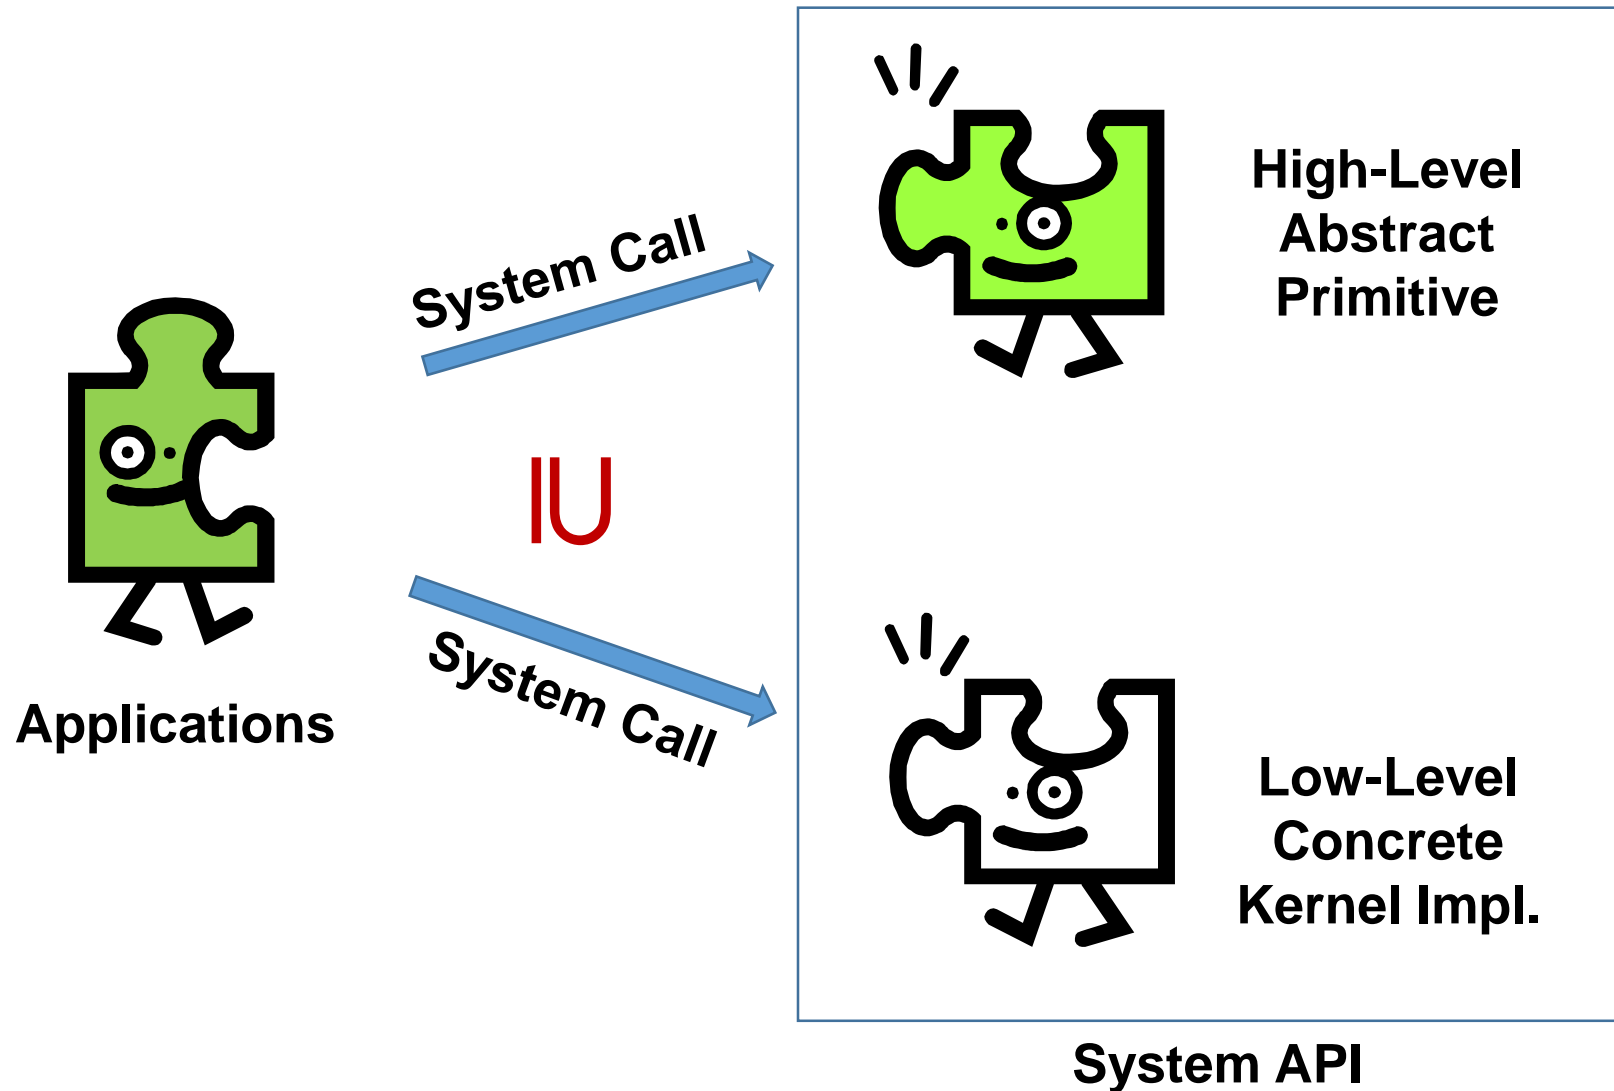 System Call
High-Level
Abstract
Primitive
Applications
⊆
System Call
Low-Level
Concrete
Kernel Impl.
System API